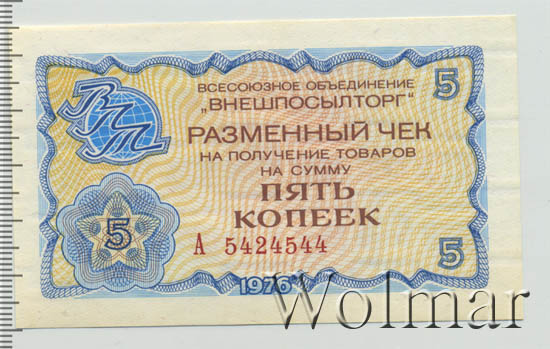 ВСЕСОЮЗНОЕ ОБЪЕДИНЕНИЕ
„ВНЕШПОСЫЛТОРГ"
5
ВПТ
РАЗМЕННЫЙ ЧЕК
НА ПОЛУЧЕНИЕ ТОВАРОВ
НА СУММУ
ПЯТЬ
КОПЕЕК
5
А 5424544
5
1976
Wolmar